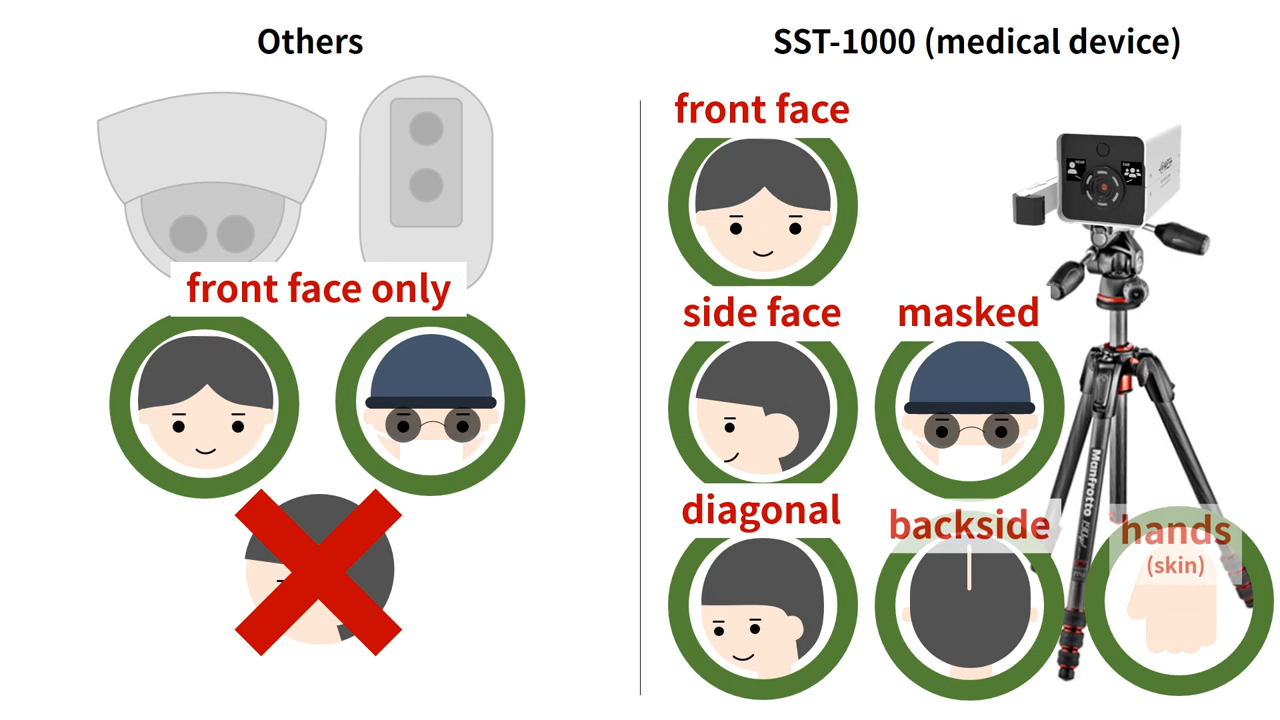 Others
front face only
SST-1000 (medical device)
front face
side face
masked
diagonal
backside
hands
(skin)
Manfrotto